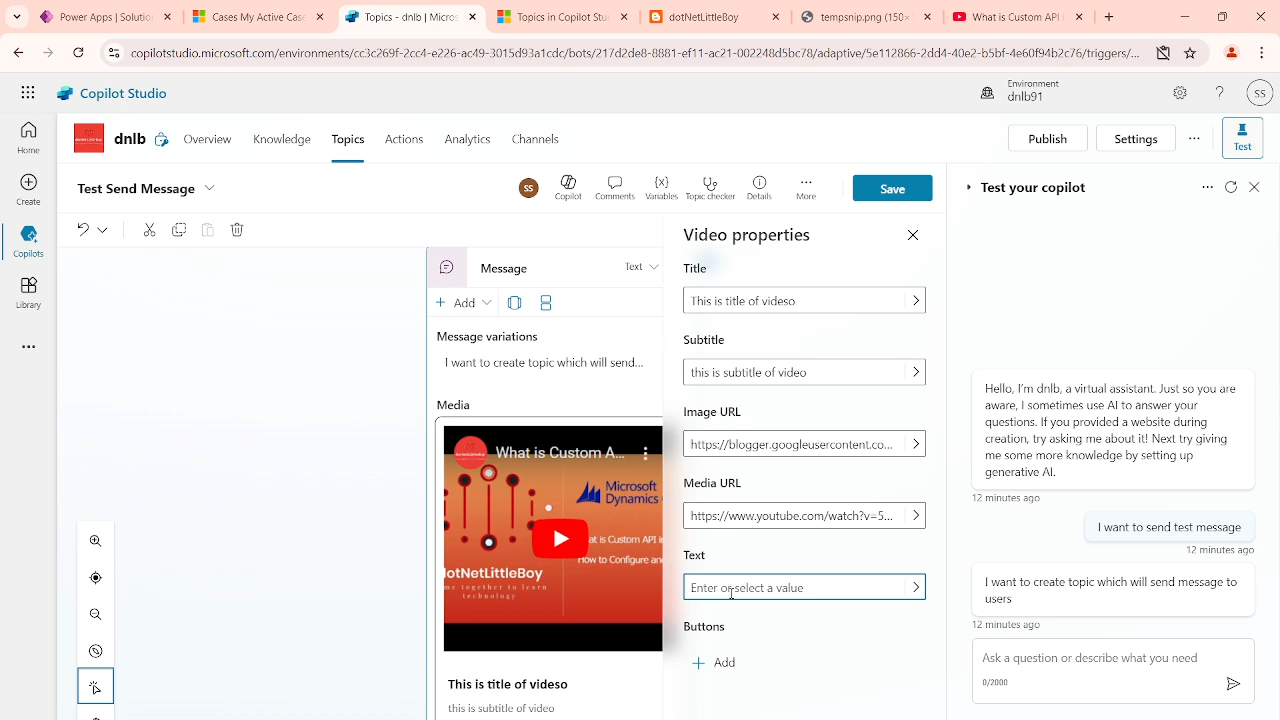 Power Apps | Solution
Cases My Active Case
Topics - dnlb | Micros
Topics in Copilot Stu
dotNetLittleBoy
tempsnip.png (150×
What is Custom API
copilotstudio.microsoft.com/environments/cc3c269f-2cc4-e226-ac49-3015d93a1cdc/bots/217d2de8-8881-ef11-ac21-002248d5bc78/adaptive/5e112866-2dd4-40e2-b5bf-4e60f94b2c76/triggers/...
Copilot Studio
Environment
dnlb91
SS
Home
Create
Copilots
Library
dnlb
Overview
Knowledge
Topics
Actions
Analytics
Channels
Publish
Settings
Test
Test Send Message
SS
Copilot
Comments
Variables
Topic checker
Details
More
Save
Message
Text
Add
Message variations
I want to create topic which will send...
Media
What is Custom A...
Microsoft
Dynamics
at is Custom API i
How to Configure and
dotNetLittleBoy
me together to learn
technology
This is title of videso
this is subtitle of video
Video properties
Title
This is title of videso
Subtitle
this is subtitle of video
Image URL
https://blogger.googleusercontent.co...
Media URL
https://www.youtube.com/watch?v=5...
Text
Enter or select a value
Buttons
Add
Test your copilot
Hello, I'm dnlb, a virtual assistant. Just so you are
aware, I sometimes use AI to answer your
questions. If you provided a website during
creation, try asking me about it! Next try giving
me some more knowledge by setting up
generative AI.
12 minutes ago
I want to send test message
12 minutes ago
I want to create topic which will send message to
users
12 minutes ago
Ask a question or describe what you need
0/2000